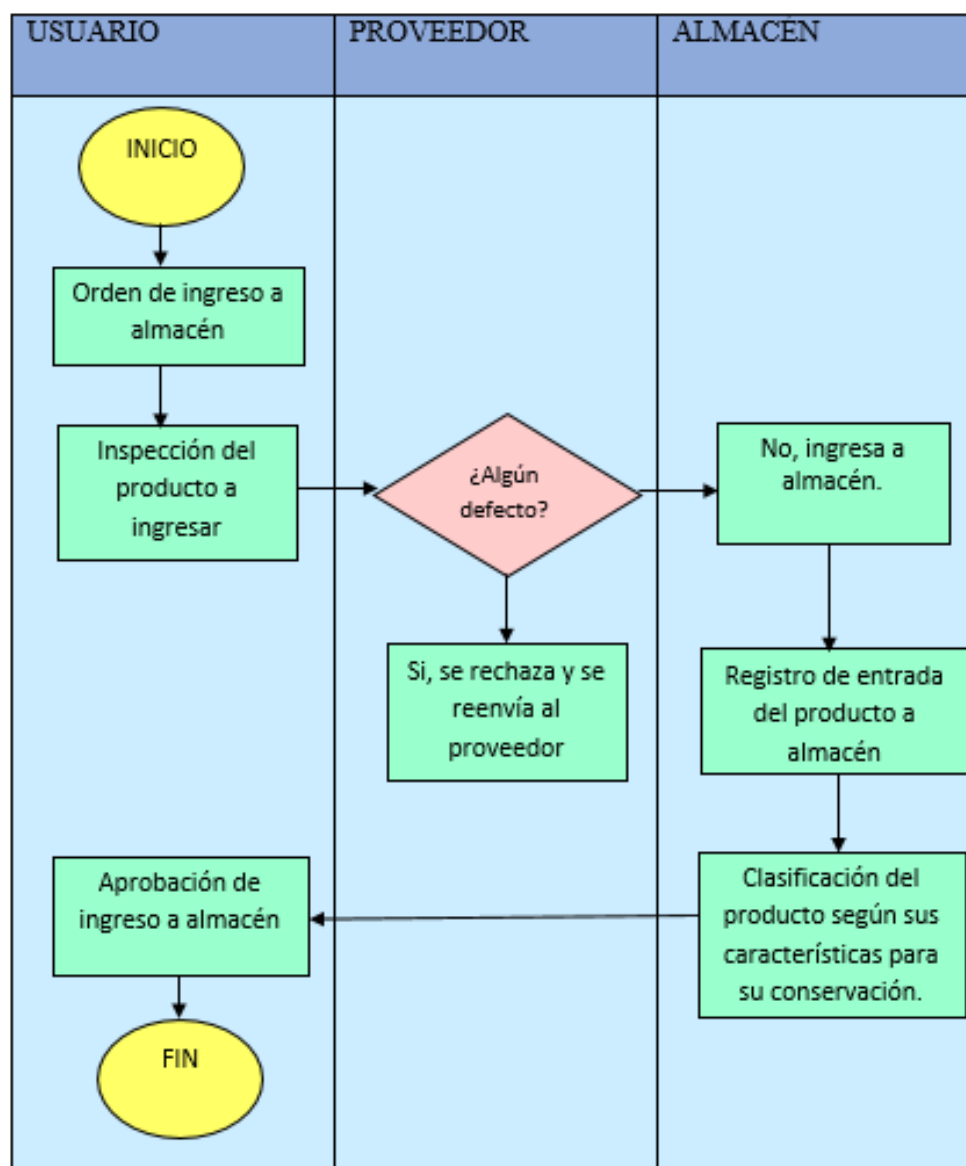 USUARIO
PROVEEDOR
ALMACÉN
INICIO
Orden de ingreso a
almacén
Inspección del
producto a
ingresar
¿Algún
defecto?
No, ingresa a
almacén.
Si, se rechaza y se
reenvía al
proveedor
Registro de entrada
del producto a
almacén
Clasificación del
producto según sus
características para
su conservación.
Aprobación de
ingreso a almacén
FIN